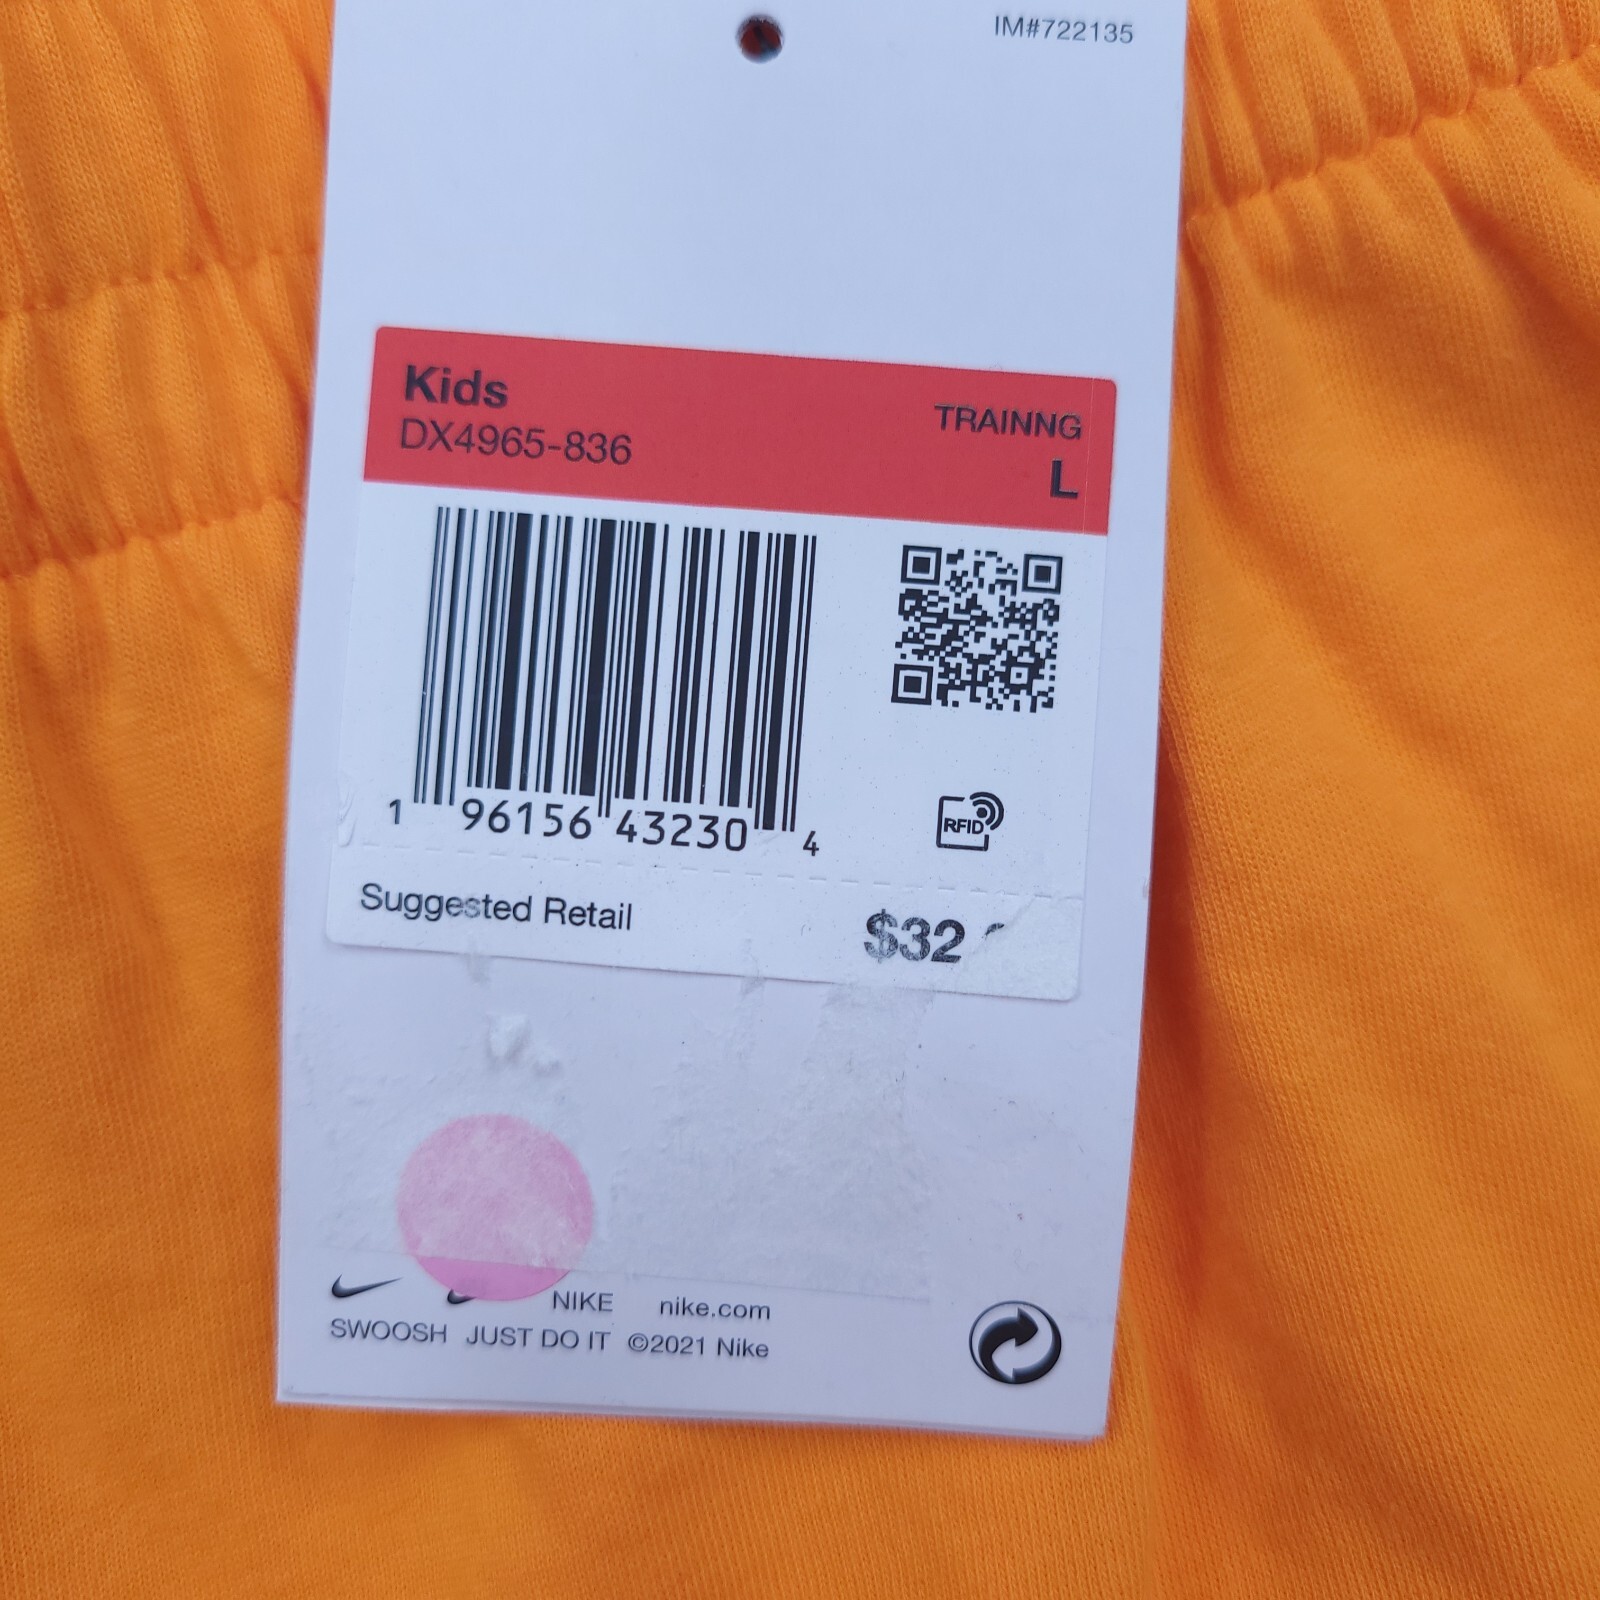 IM#722135
Kids
TRAINNG
DX4965-836
L
1 96156 43230 4
RFID
Suggested Retail
$32
NIKE nike.com
SWOOSH JUST DO IT ©2021 Nike